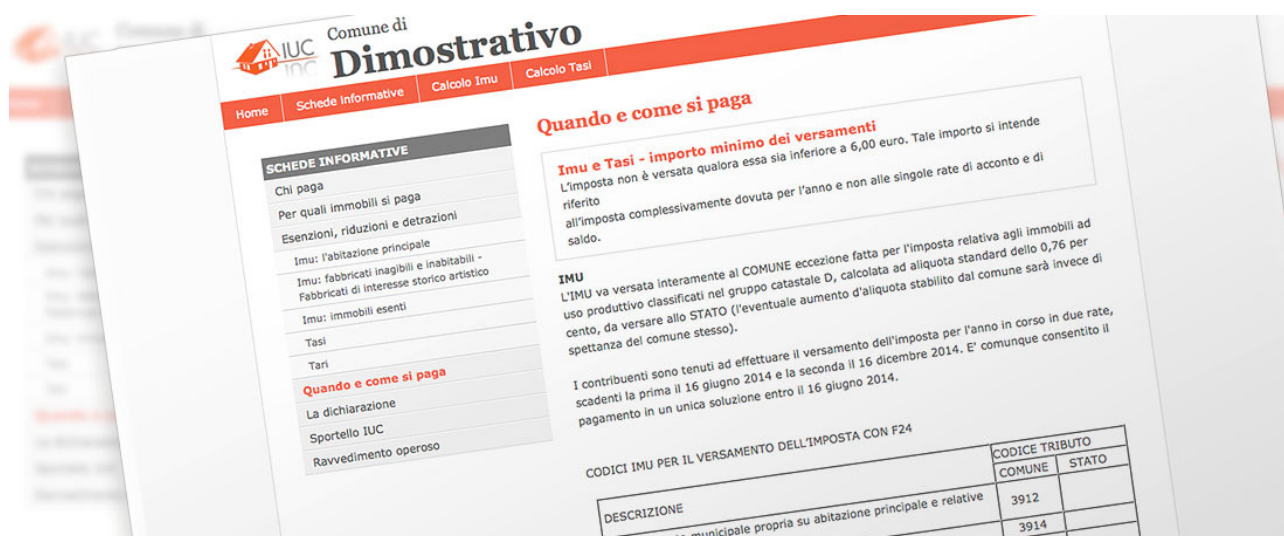 IUC
Comune di
Dimostrativo
Home
Schede Informative
Calcolo Imu
Calcolo Tasi
SCHEDE INFORMATIVE
Chi paga
Per quali immobili si paga
Esenzioni, riduzioni e detrazioni
Imu: l'abitazione principale
Imu: fabbricati inagibili e inabitabili -
Fabbricati di interesse storico artistico
Imu: immobili esenti
Tasi
Tari
Quando e come si paga
La dichiarazione
Sportello IUC
Ravvedimento operoso
Quando e come si paga
Imu e Tasi - importo minimo dei versamenti
L'imposta non è versata qualora essa sia inferiore a 6,00 euro. Tale importo si intende
riferito
all'imposta complessivamente dovuta per l'anno e non alle singole rate di acconto e di
saldo.
IMU
L'IMU va versata interamente al COMUNE eccezione fatta per l'imposta relativa agli immobili ad
uso produttivo classificati nel gruppo catastale D, calcolata ad aliquota standard dello 0,76 per
cento, da versare allo STATO (l'eventuale aumento d'aliquota stabilito dal comune sarà invece di
spettanza del comune stesso).
I contribuenti sono tenuti ad effettuare il versamento dell'imposta per l'anno in corso in due rate,
scadenti la prima il 16 giugno 2014 e la seconda il 16 dicembre 2014. E' comunque consentito il
pagamento in un unica soluzione entro il 16 giugno 2014.
CODICI IMU PER IL VERSAMENTO DELL'IMPOSTA CON F24
DESCRIZIONE
CODICE TRIBUTO
COMUNE
STATO
municipale propria su abitazione principale e relative
3912
3914